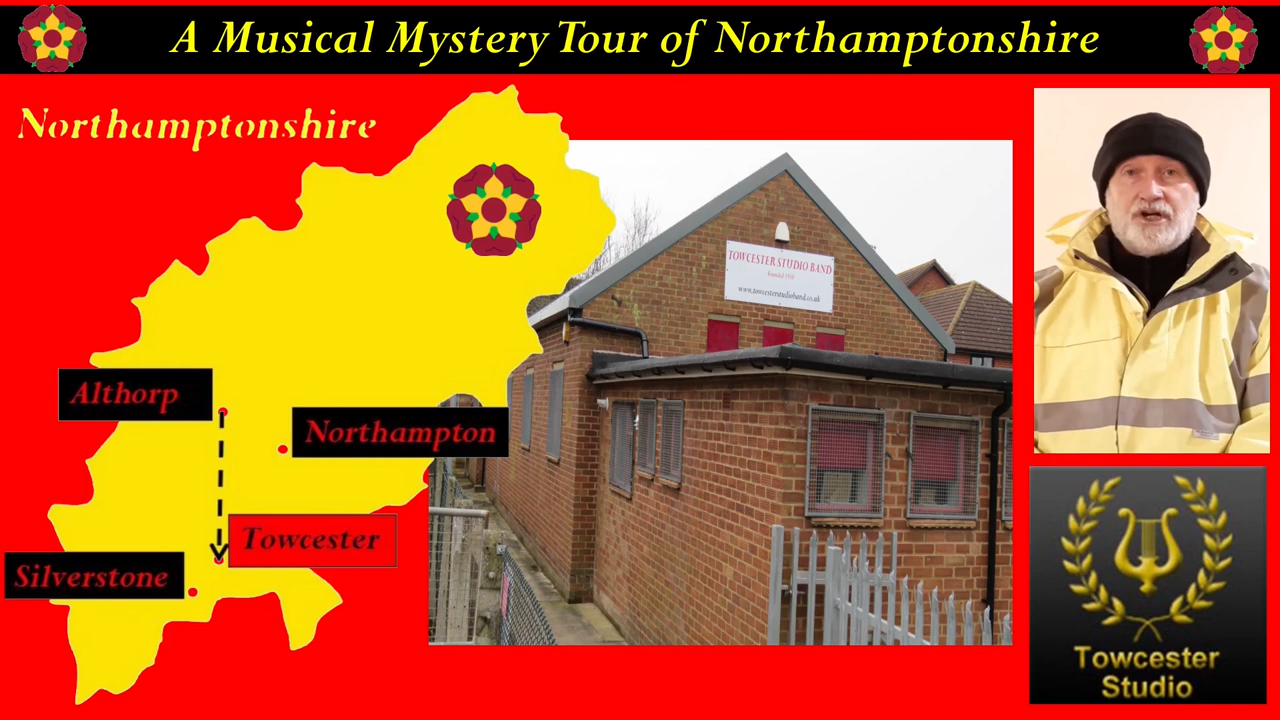 A Musical Mystery Tour of Northamptonshire
Northamptonshire
TOWCESTER STUDIO BAND
founded 1910
www.towcesterstudioband.co.uk
Althorp
Northampton
Towcester
Silverstone
Towcester
Studio